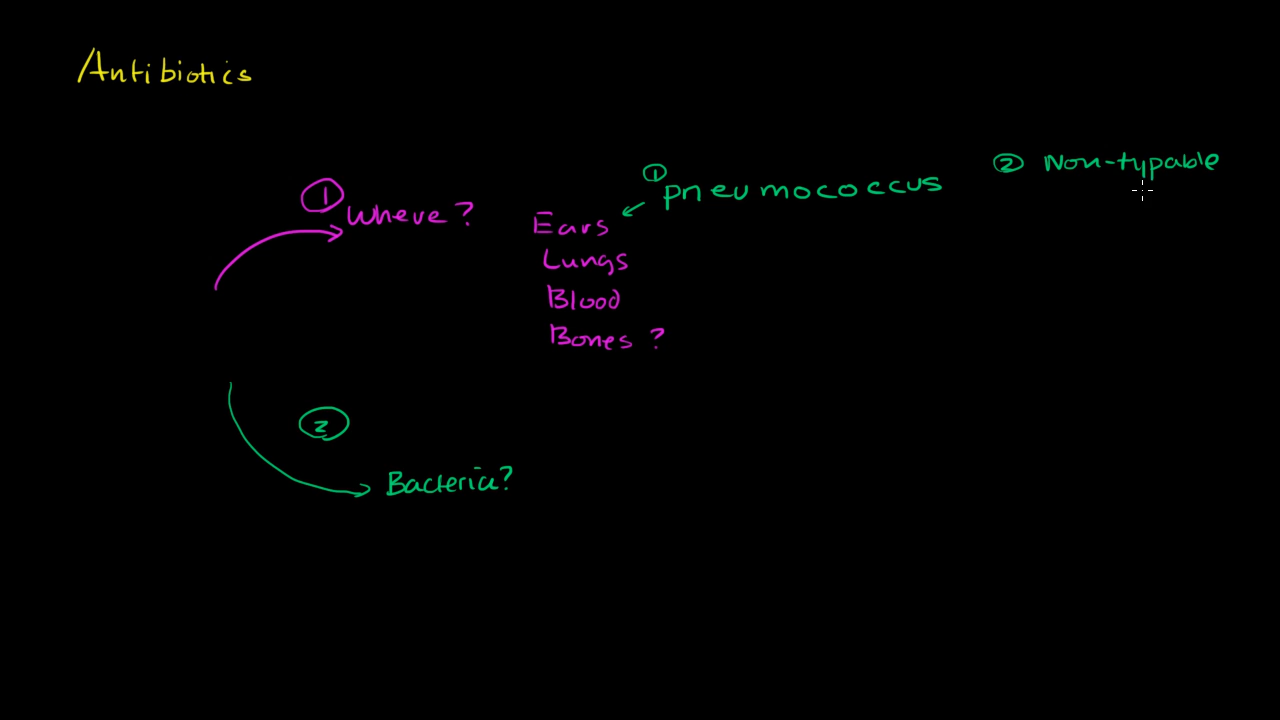 Antibiotics
① Where?
Ears
Lungs
Blood
Bones ?
① Pneumococcus
② Non-typable
② Bacteria?